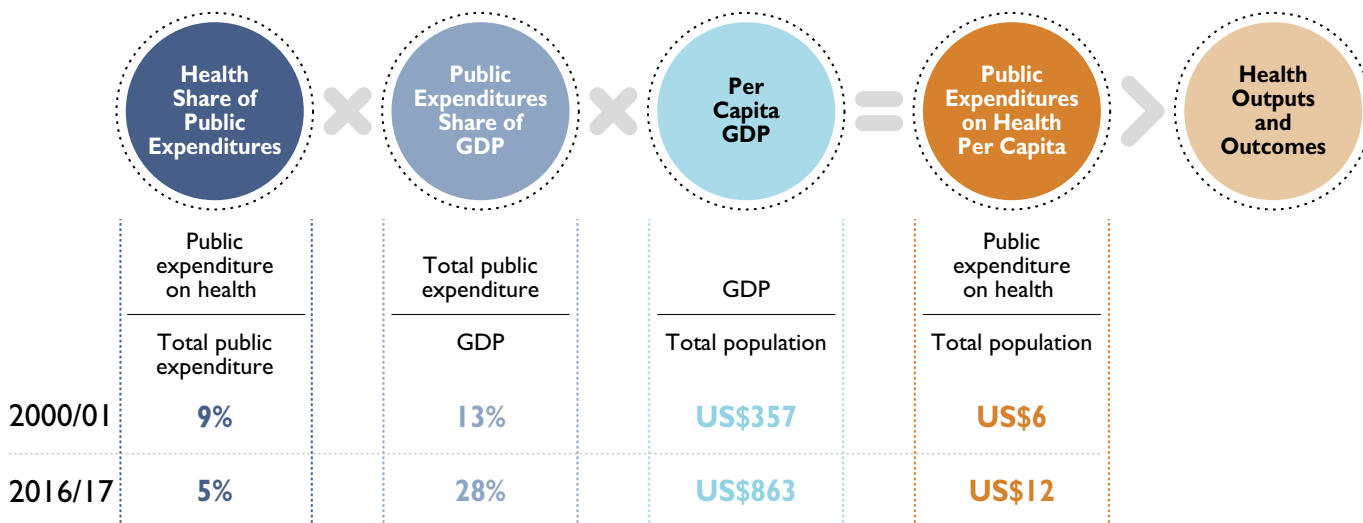 Health
Share of
Public
Expenditures
Public
Expenditures
Share of
GDP
Per
Capita
GDP
Public
Expenditures
on Health
Per Capita
Health
Outputs
and
Outcomes
Public
expenditure
on health
Total public
expenditure
Total public
expenditure
GDP
GDP
Total population
Public
expenditure
on health
Total population
2000/01 9% 13% US$357 US$6
2016/17 5% 28% US$863 US$12